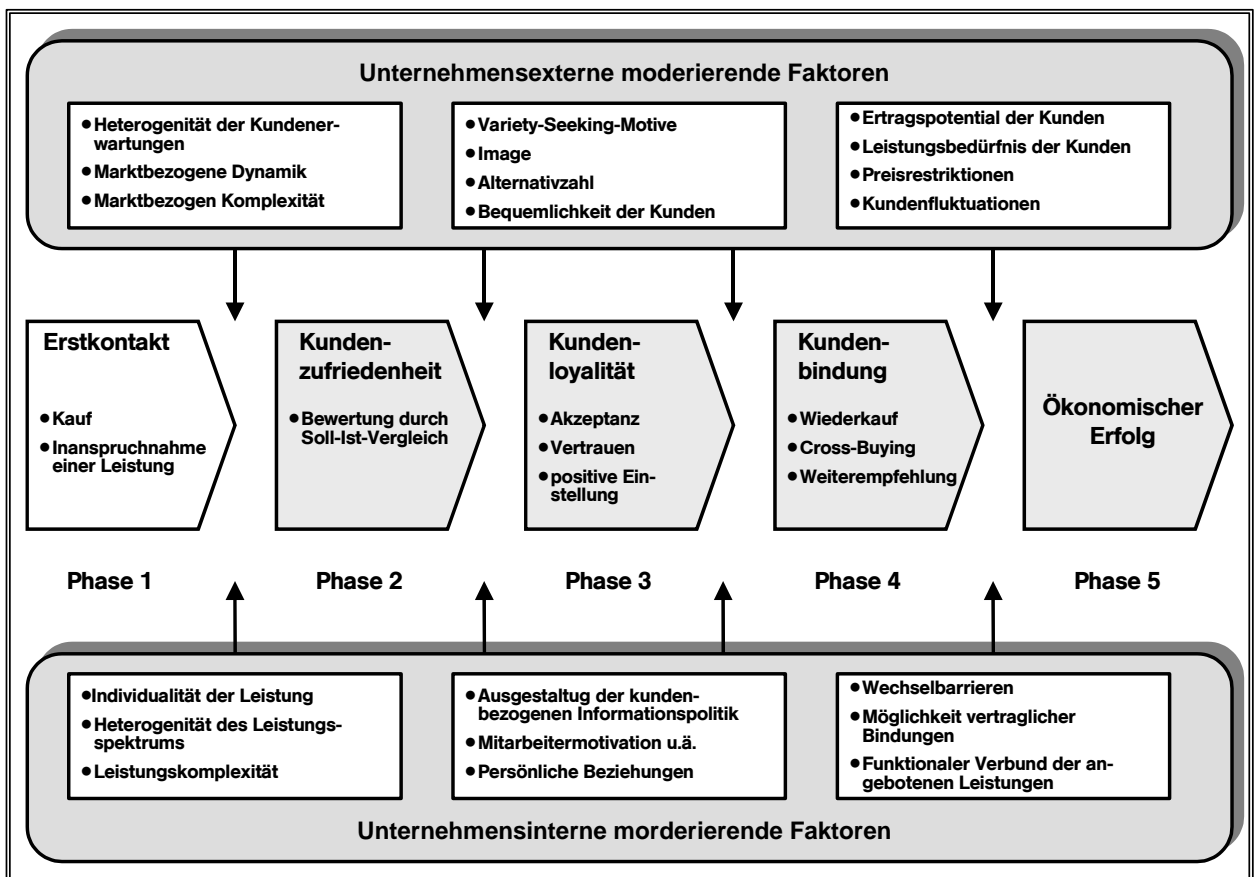 Unternehmensexterne moderierende Faktoren
• Heterogenität der Kundener-
wartungen
• Marktbezogene Dynamik
• Marktbezogen Komplexität
• Variety-Seeking-Motive
• Image
• Alternativzahl
• Bequemlichkeit der Kunden
• Ertragspotential der Kunden
• Leistungsbedürfnis der Kunden
• Preisrestriktionen
• Kundenfluktuationen
Erstkontakt
• Kauf
• Inanspruchnahme
einer Leistung
Kunden-
zufriedenheit
• Bewertung durch
Soll-Ist-Vergleich
Kunden-
loyalität
• Akzeptanz
• Vertrauen
• positive Ein-
stellung
Kunden-
bindung
• Wiederkauf
• Cross-Buying
• Weiterempfehlung
Ökonomischer
Erfolg
Phase 1
Phase 2
Phase 3
Phase 4
Phase 5
• Individualität der Leistung
• Heterogenität des Leistungs-
spektrums
• Leistungskomplexität
• Ausgestaltug der kunden-
bezogenen Informationspolitik
• Mitarbeitermotivation u.ä.
• Persönliche Beziehungen
• Wechselbarrieren
• Möglichkeit vertraglicher
Bindungen
• Funktionaler Verbund der an-
gebotenen Leistungen
Unternehmensinterne morderierende Faktoren